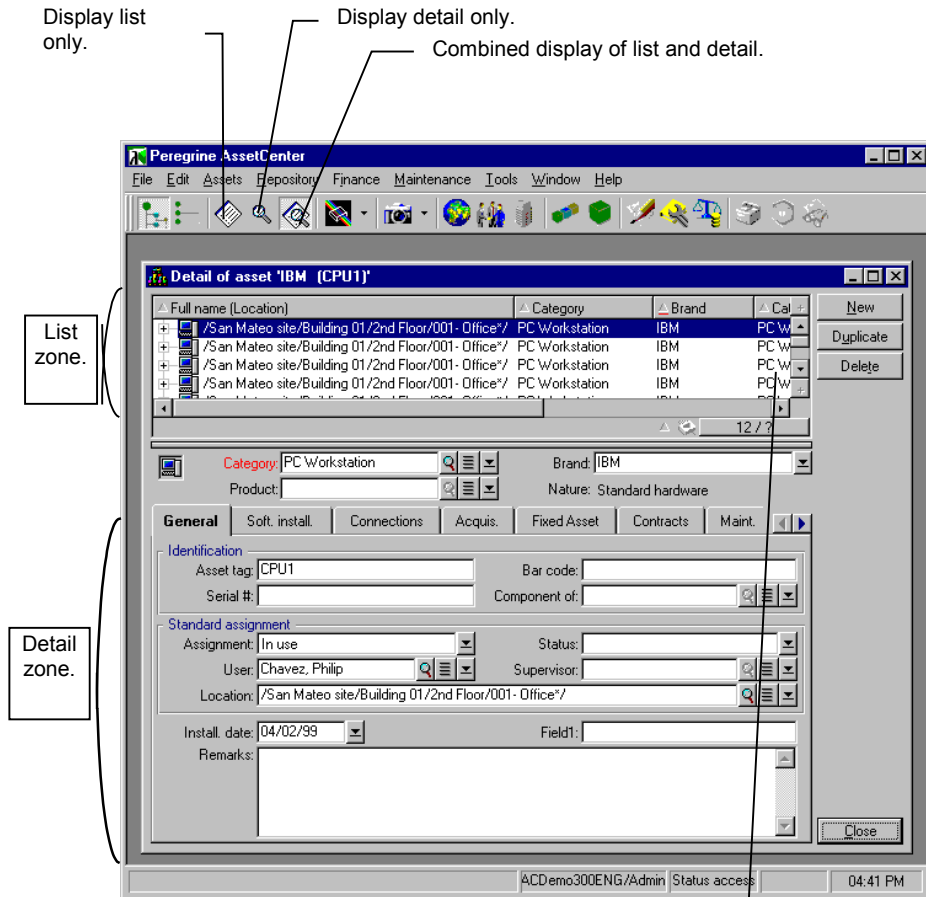 Display list only.
Display detail only.
Combined display of list and detail.
Peregrine AssetCenter
File Edit Assets Repository Finance Maintenance Tools Window Help
Detail of asset 'IBM (CPU1)'
Full name (Location) Category Brand Cal
/San Mateo site/Building 01/2nd Floor/001- Office*/ PC Workstation IBM PC W
/San Mateo site/Building 01/2nd Floor/001- Office*/ PC Workstation IBM PC W
/San Mateo site/Building 01/2nd Floor/001- Office*/ PC Workstation IBM PC W
/San Mateo site/Building 01/2nd Floor/001- Office*/ PC Workstation IBM PC W
12 / ?
New
Duplicate
Delete
List zone.
Category: PC Workstation Brand: IBM
Product: Nature: Standard hardware
General Soft. install. Connections Acquis. Fixed Asset Contracts Maint.
Identification
Asset tag: CPU1 Bar code:
Serial #: Component of:
Standard assignment
Assignment: In use Status:
User: Chavez, Philip Supervisor:
Location: /San Mateo site/Building 01/2nd Floor/001- Office*/
Detail zone.
Install. date: 04/02/99 Field1:
Remarks:
Close
ACDemo300ENG/Admin Status access 04:41 PM